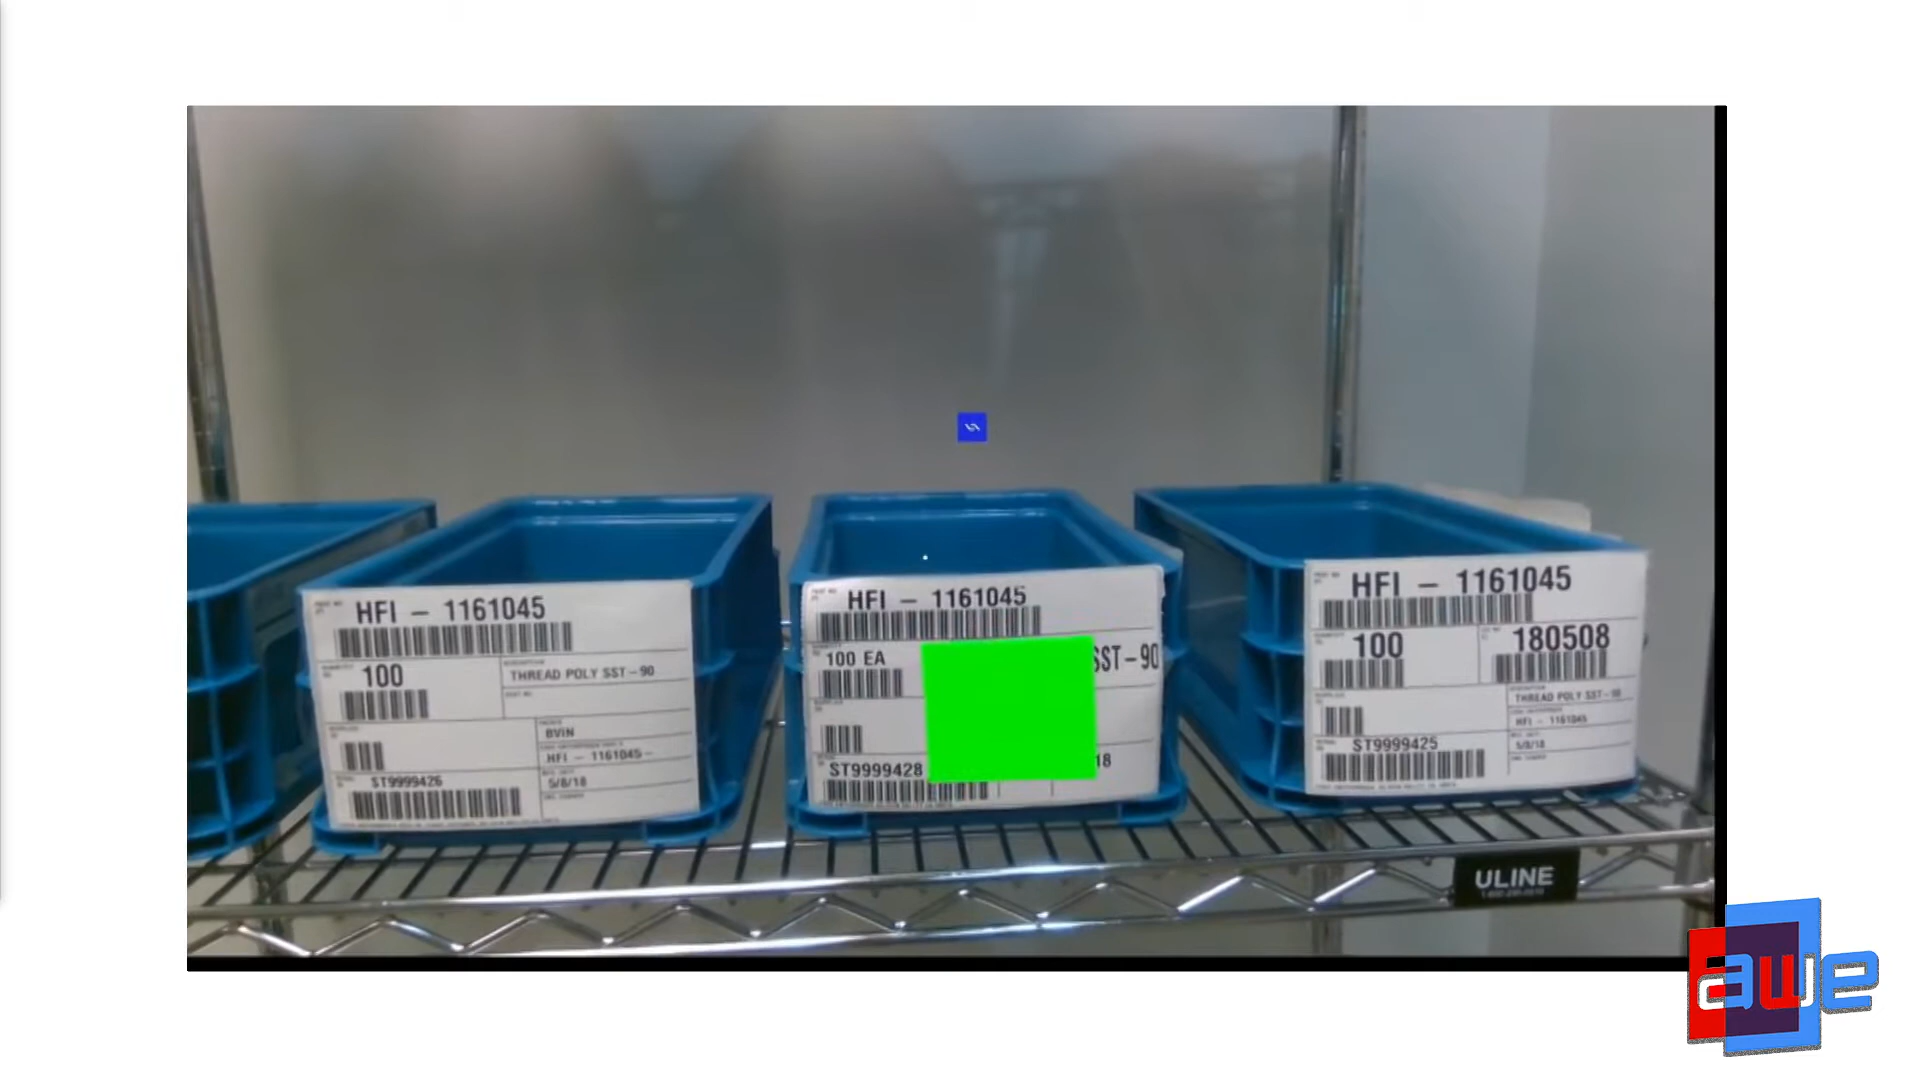 HFI - 1161045
100
THREAD POLY SST-90
BVIN
HFI - 1161045-
5/8/18
ST9999426
HFI - 1161045
100 EA
SST-90
ST9999428
18
HFI - 1161045
100
180508
THREAD POLY SST-90
HFI - 1161045
5/8/18
ST9999425
ULINE
awe